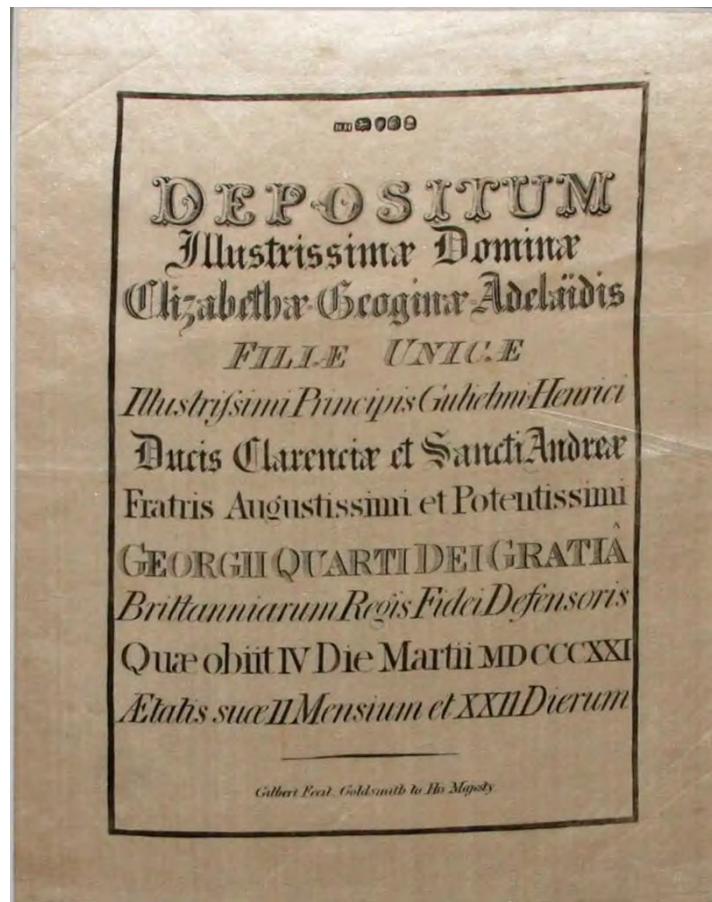 DEPOSITUM
Illustrissimæ Dominæ
Elizabethæ Geoginæ Adelaïdis
FILIÆ UNICÆ
Illustriſsimi Principis Gulielmi Henrici
Ducis Clarenciæ et Sancti Andreæ
Fratris Augustissimi et Potentissimi
GEORGII QUARTI DEI GRATIÂ
Brittanniarum Regis Fidei Defensoris
Quæ obiit IV Die Martii MDCCCXXI
Ætatis suæ II Mensium et XXII Dierum
Gilbert Fecit. Goldsmith to His Majesty